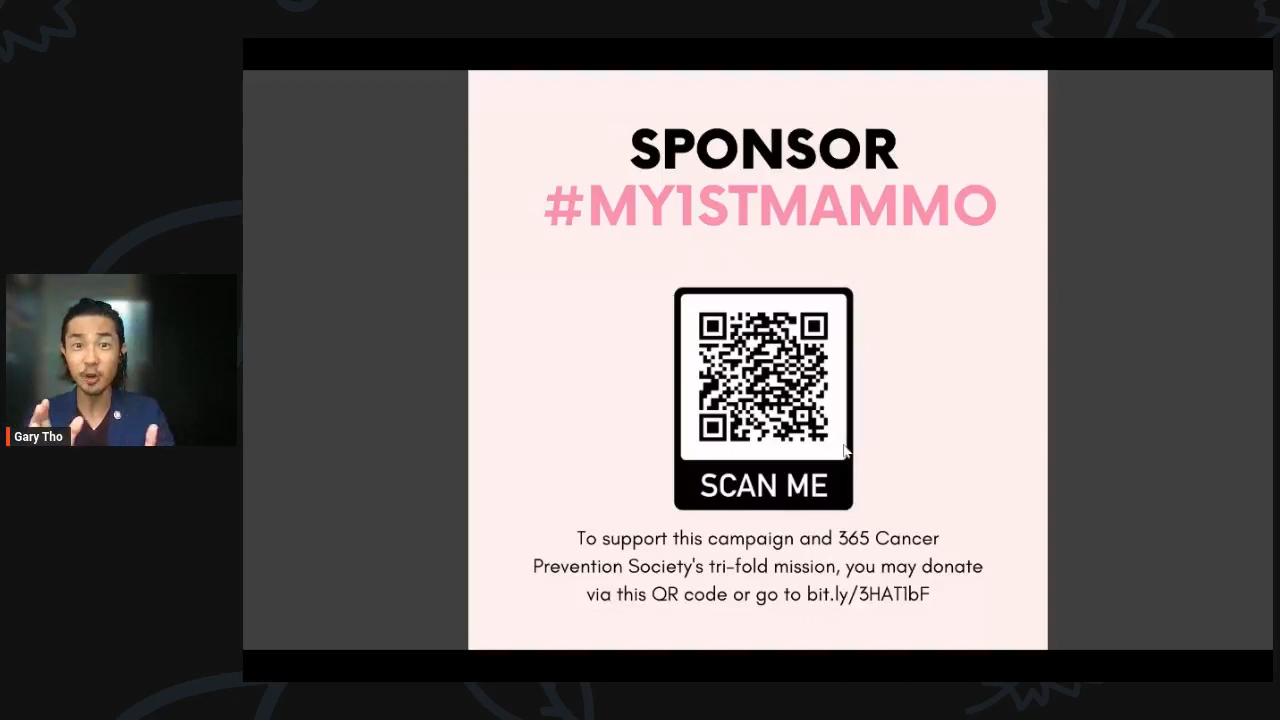 SPONSOR
#MY1STMAMMO
SCAN ME
To support this campaign and 365 Cancer
Prevention Society's tri-fold mission, you may donate
via this QR code or go to bit.ly/3HAT1bF
Gary Tho